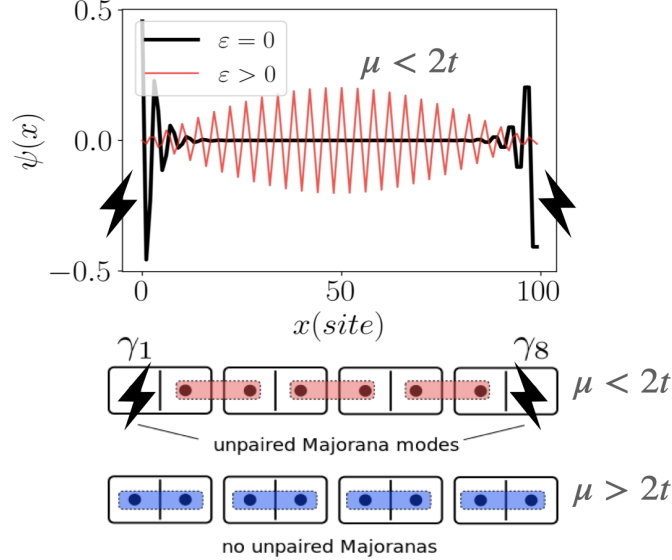 0.5
ε = 0
ε > 0
μ < 2t
0.0
ψ(x)
−0.5
0 50 100
x(site)
γ1 γ8
μ < 2t
unpaired Majorana modes
μ > 2t
no unpaired Majoranas